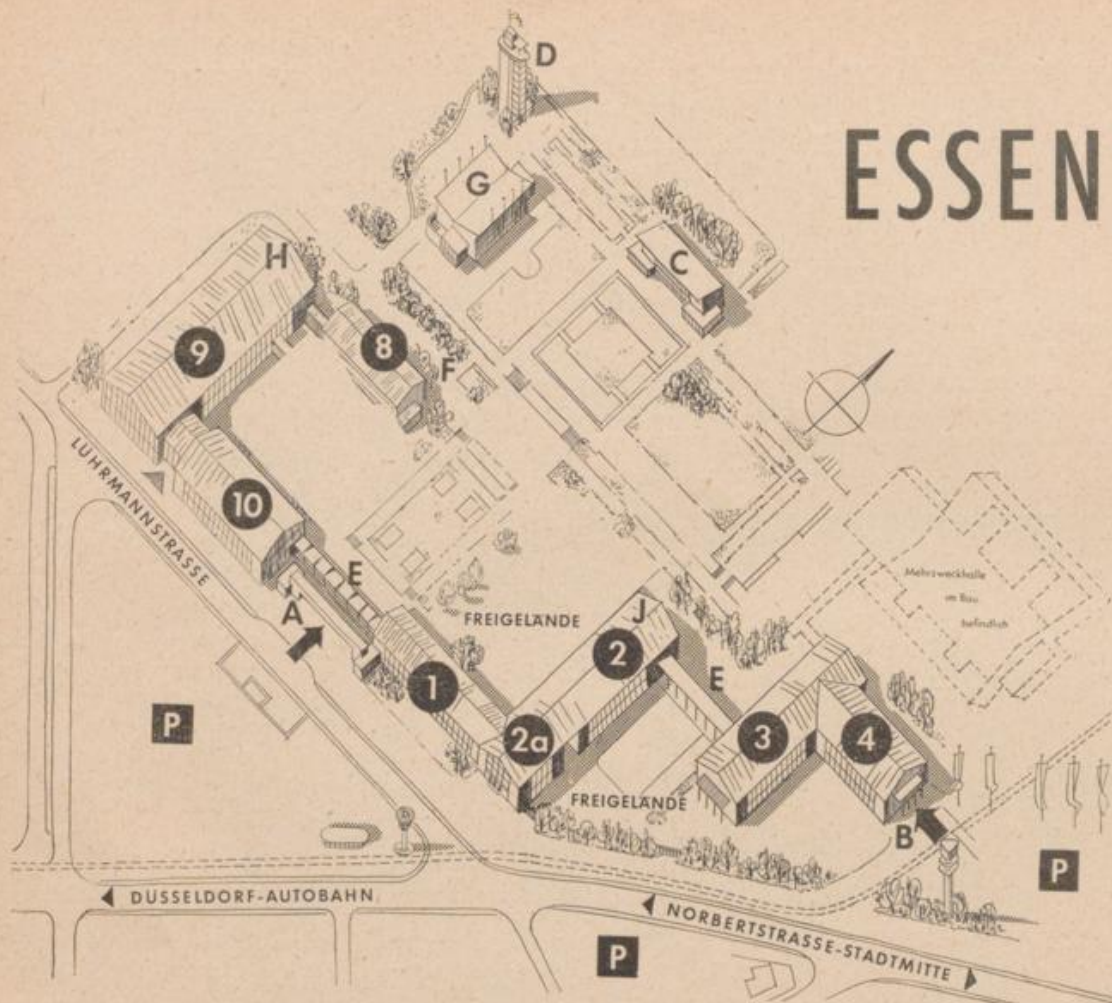 D
ESSEN
G
C
H
9
8
F
LÜHRMANNSTRASSE
10
E
A
Mehrzweckhalle
im Bau
befindlich
FREIGELÄNDE
J
2
E
1
P
2a
3
4
FREIGELÄNDE
B
P
DÜSSELDORF-AUTOBAHN
NORBERTSTRASSE-STADTMITTE
P